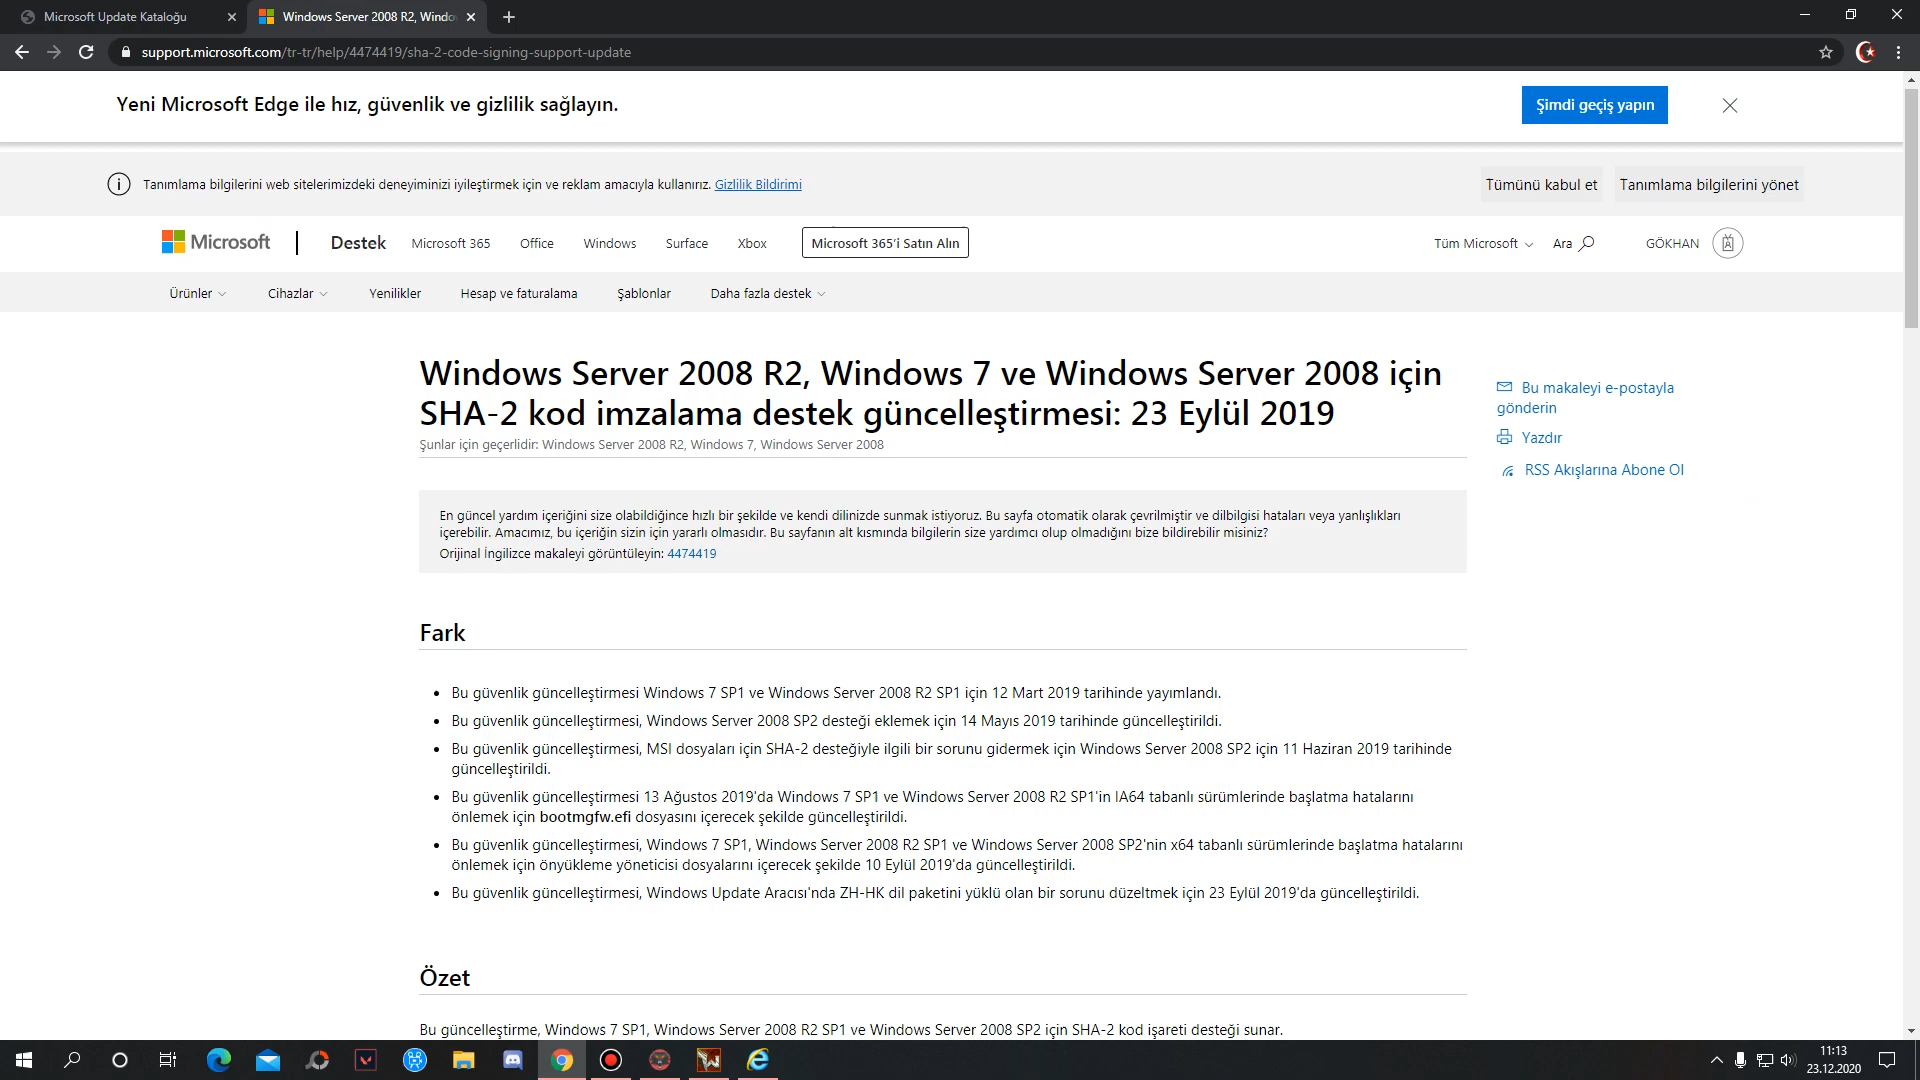 Microsoft Update Kataloğu
Windows Server 2008 R2, Windo
support.microsoft.com/tr-tr/help/4474419/sha-2-code-signing-support-update
Yeni Microsoft Edge ile hız, güvenlik ve gizlilik sağlayın.
Şimdi geçiş yapın
Tanımlama bilgilerini web sitelerimizdeki deneyiminizi iyileştirmek için ve reklam amacıyla kullanırız. Gizlilik Bildirimi
Tümünü kabul et
Tanımlama bilgilerini yönet
Microsoft
Destek
Microsoft 365
Office
Windows
Surface
Xbox
Microsoft 365'i Satın Alın
Tüm Microsoft
Ara
GÖKHAN
Ürünler
Cihazlar
Yenilikler
Hesap ve faturalama
Şablonlar
Daha fazla destek
Windows Server 2008 R2, Windows 7 ve Windows Server 2008 için
SHA-2 kod imzalama destek güncelleştirmesi: 23 Eylül 2019
Şunlar için geçerlidir: Windows Server 2008 R2, Windows 7, Windows Server 2008
Bu makaleyi e-postayla
gönderin
Yazdır
RSS Akışlarına Abone Ol
En güncel yardım içeriğini size olabildiğince hızlı bir şekilde ve kendi dilinizde sunmak istiyoruz. Bu sayfa otomatik olarak çevrilmiştir ve dilbilgisi hataları veya yanlışlıkları
içerebilir. Amacımız, bu içeriğin sizin için yararlı olmasıdır. Bu sayfanın alt kısmında bilgilerin size yardımcı olup olmadığını bize bildirebilir misiniz?
Orijinal İngilizce makaleyi görüntüleyin: 4474419
Fark
• Bu güvenlik güncelleştirmesi Windows 7 SP1 ve Windows Server 2008 R2 SP1 için 12 Mart 2019 tarihinde yayımlandı.
• Bu güvenlik güncelleştirmesi, Windows Server 2008 SP2 desteği eklemek için 14 Mayıs 2019 tarihinde güncelleştirildi.
• Bu güvenlik güncelleştirmesi, MSI dosyaları için SHA-2 desteğiyle ilgili bir sorunu gidermek için Windows Server 2008 SP2 için 11 Haziran 2019 tarihinde
güncelleştirildi.
• Bu güvenlik güncelleştirmesi 13 Ağustos 2019'da Windows 7 SP1 ve Windows Server 2008 R2 SP1'in IA64 tabanlı sürümlerinde başlatma hatalarını
önlemek için bootmgfw.efi dosyasını içerecek şekilde güncelleştirildi.
• Bu güvenlik güncelleştirmesi, Windows 7 SP1, Windows Server 2008 R2 SP1 ve Windows Server 2008 SP2'nin x64 tabanlı sürümlerinde başlatma hatalarını
önlemek için önyükleme yöneticisi dosyalarını içerecek şekilde 10 Eylül 2019'da güncelleştirildi.
• Bu güvenlik güncelleştirmesi, Windows Update Aracısı'nda ZH-HK dil paketini yüklü olan bir sorunu düzeltmek için 23 Eylül 2019'da güncelleştirildi.
Özet
Bu güncelleştirme, Windows 7 SP1, Windows Server 2008 R2 SP1 ve Windows Server 2008 SP2 için SHA-2 kod işareti desteği sunar.
11:13
23.12.2020